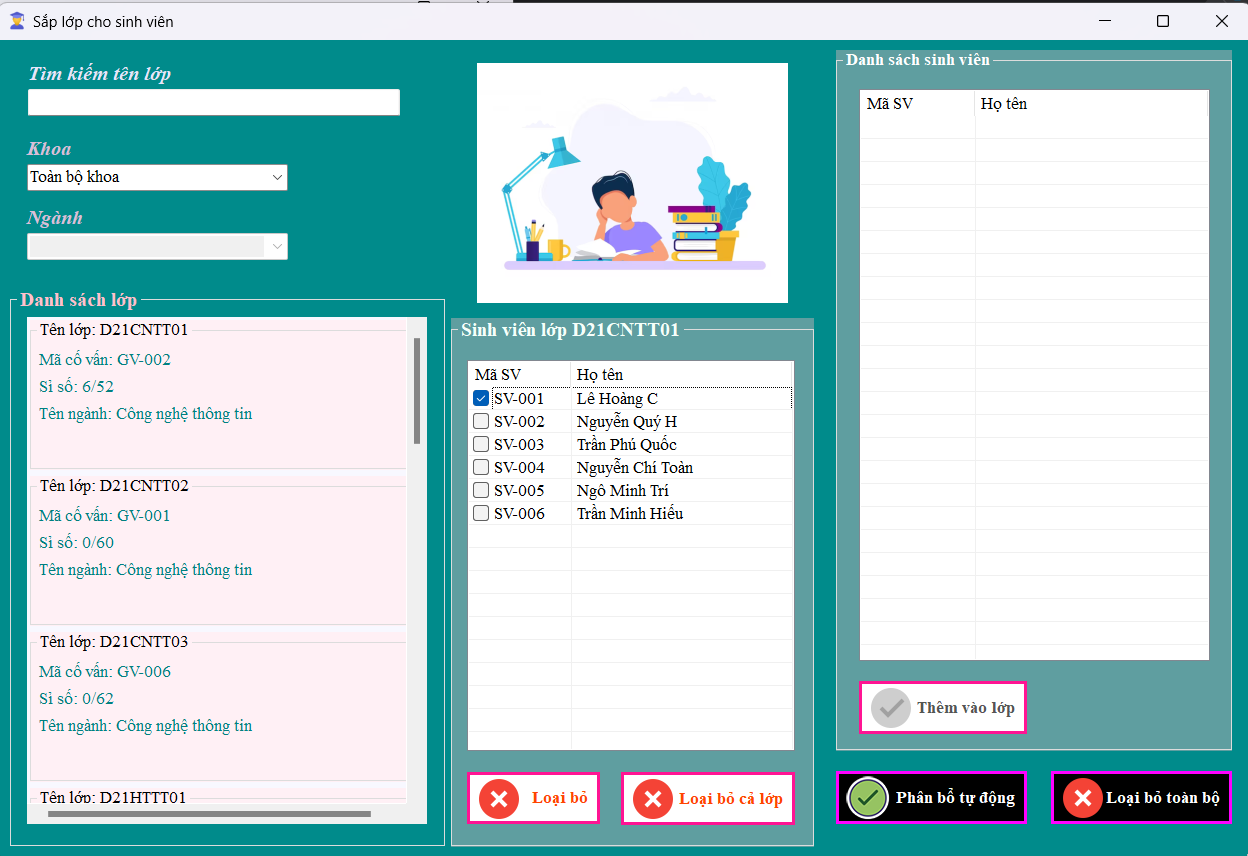 Sắp lớp cho sinh viên
Tìm kiếm tên lớp
Khoa
Toàn bộ khoa
Ngành
Danh sách lớp
Tên lớp: D21CNTT01
Mã cố vấn: GV-002
Sỉ số: 6/52
Tên ngành: Công nghệ thông tin
Tên lớp: D21CNTT02
Mã cố vấn: GV-001
Sỉ số: 0/60
Tên ngành: Công nghệ thông tin
Tên lớp: D21CNTT03
Mã cố vấn: GV-006
Sỉ số: 0/62
Tên ngành: Công nghệ thông tin
Tên lớp: D21HTTT01
Sinh viên lớp D21CNTT01
Mã SV Họ tên
SV-001 Lê Hoàng C
SV-002 Nguyễn Quý H
SV-003 Trần Phú Quốc
SV-004 Nguyễn Chí Toàn
SV-005 Ngô Minh Trí
SV-006 Trần Minh Hiếu
Loại bỏ
Loại bỏ cả lớp
Danh sách sinh viên
Mã SV Họ tên
Thêm vào lớp
Phân bổ tự động
Loại bỏ toàn bộ